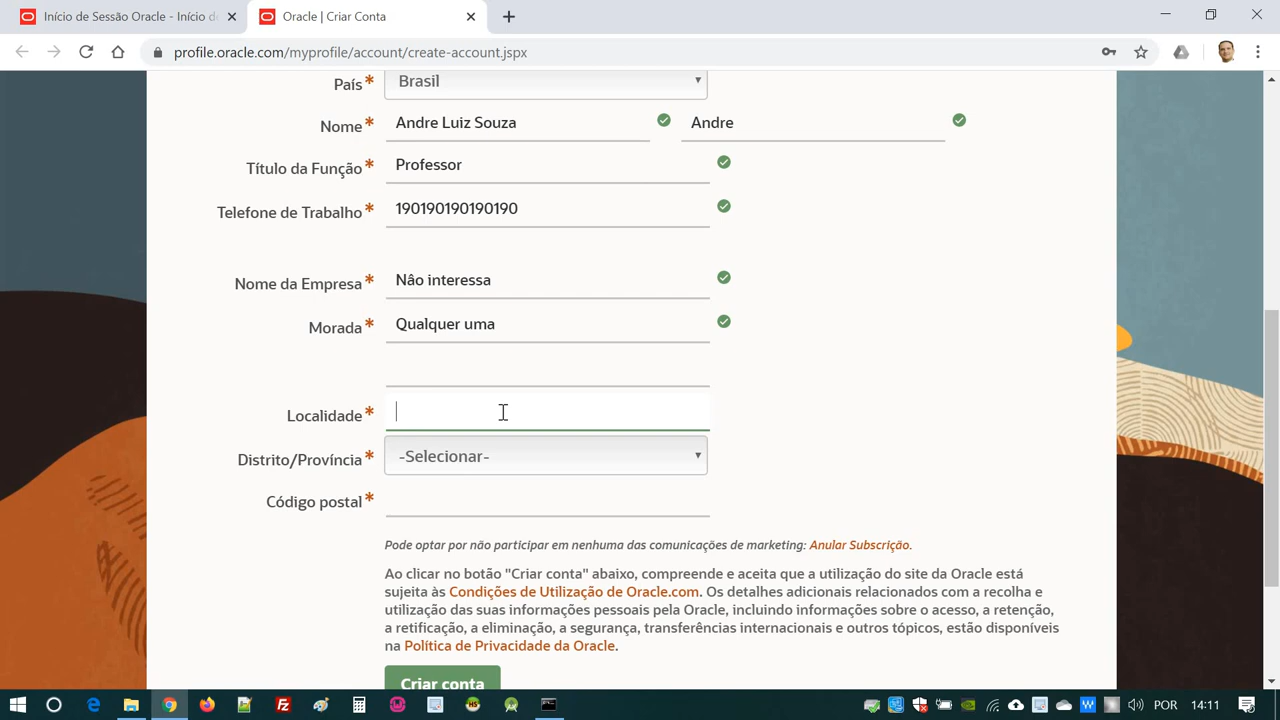 Início de Sessão Oracle - Início de
Oracle | Criar Conta
profile.oracle.com/myprofile/account/create-account.jspx
País* Brasil
Nome* Andre Luiz Souza Andre
Título da Função* Professor
Telefone de Trabalho* 190190190190190
Nome da Empresa* Nâo interessa
Morada* Qualquer uma
Localidade*
Distrito/Província* -Selecionar-
Código postal*
Pode optar por não participar em nenhuma das comunicações de marketing: Anular Subscrição.
Ao clicar no botão "Criar conta" abaixo, compreende e aceita que a utilização do site da Oracle está
sujeita às Condições de Utilização de Oracle.com. Os detalhes adicionais relacionados com a recolha e
utilização das suas informações pessoais pela Oracle, incluindo informações sobre o acesso, a retenção,
a retificação, a eliminação, a segurança, transferências internacionais e outros tópicos, estão disponíveis
na Política de Privacidade da Oracle.
Criar conta
POR 14:11